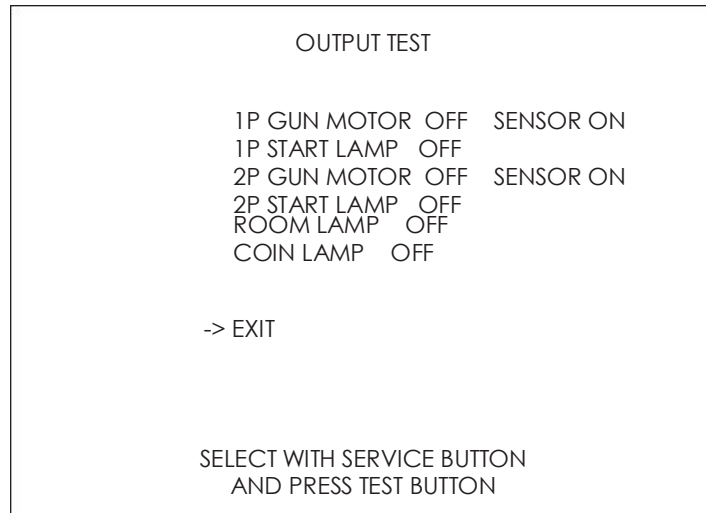 OUTPUT TEST
1P GUN MOTOR OFF SENSOR ON
1P START LAMP OFF
2P GUN MOTOR OFF SENSOR ON
2P START LAMP OFF
ROOM LAMP OFF
COIN LAMP OFF
-> EXIT
SELECT WITH SERVICE BUTTON
AND PRESS TEST BUTTON